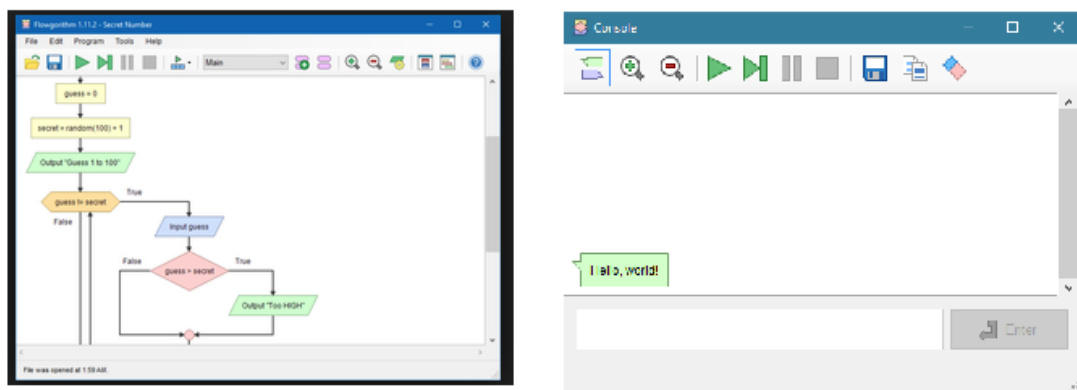 Flowgorithm 1.11.2 - Secret Number
File Edit Program Tools Help
Main
guess = 0
secret = random(100) + 1
Output "Guess 1 to 100"
guess != secret
True
False
Input guess
guess > secret
False
True
Output "Too HIGH"
File was opened at 1:59 AM.
Console
Hello, world!
Enter